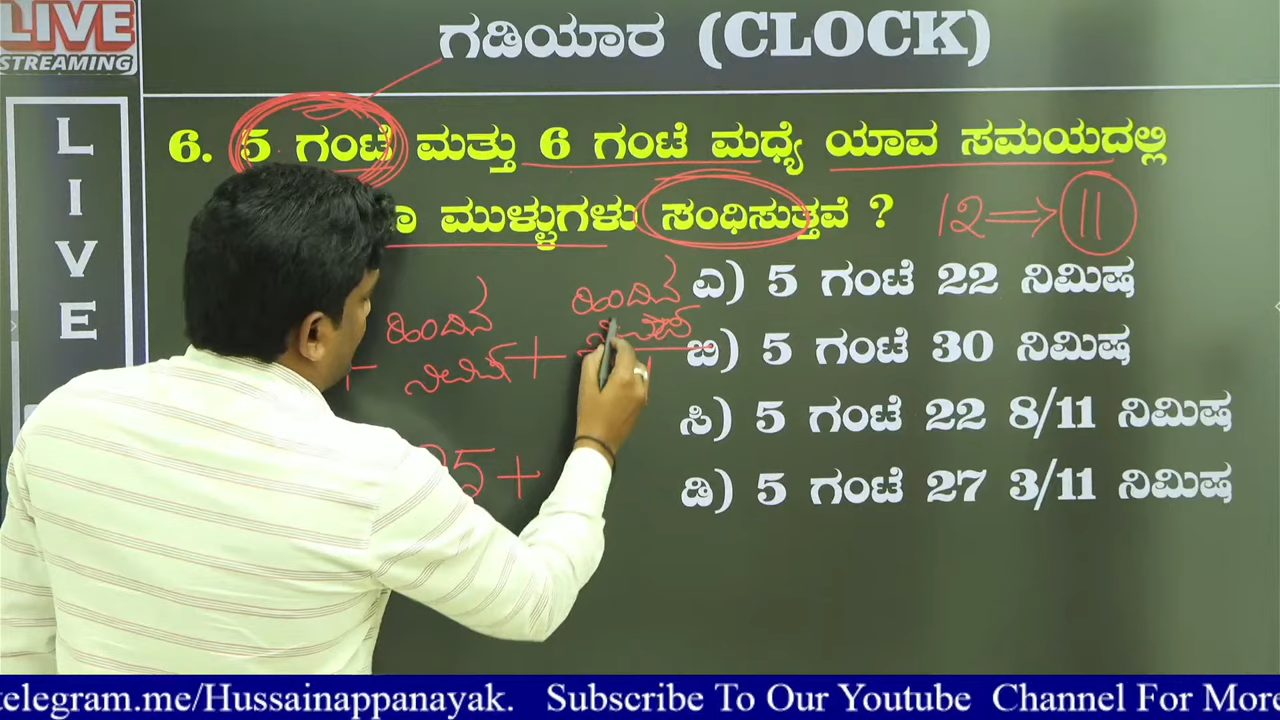 LIVE
STREAMING
ಗಡಿಯಾರ (CLOCK)
L
I
V
E
6. 5 ಗಂಟೆ ಮತ್ತು 6 ಗಂಟೆ ಮಧ್ಯೆ ಯಾವ ಸಮಯದಲ್ಲಿ
ಮುಳ್ಳುಗಳು ಸಂಧಿಸುತ್ತವೆ ?
12 ⇒ 11
ಎ) 5 ಗಂಟೆ 22 ನಿಮಿಷ
ಬಿ) 5 ಗಂಟೆ 30 ನಿಮಿಷ
ಸಿ) 5 ಗಂಟೆ 22 8/11 ನಿಮಿಷ
ಡಿ) 5 ಗಂಟೆ 27 3/11 ನಿಮಿಷ
ಹಿಂದಿನ
+
ಹಿಂದಿನ
25 +
telegram.me/Hussainappanayak. Subscribe To Our Youtube Channel For More